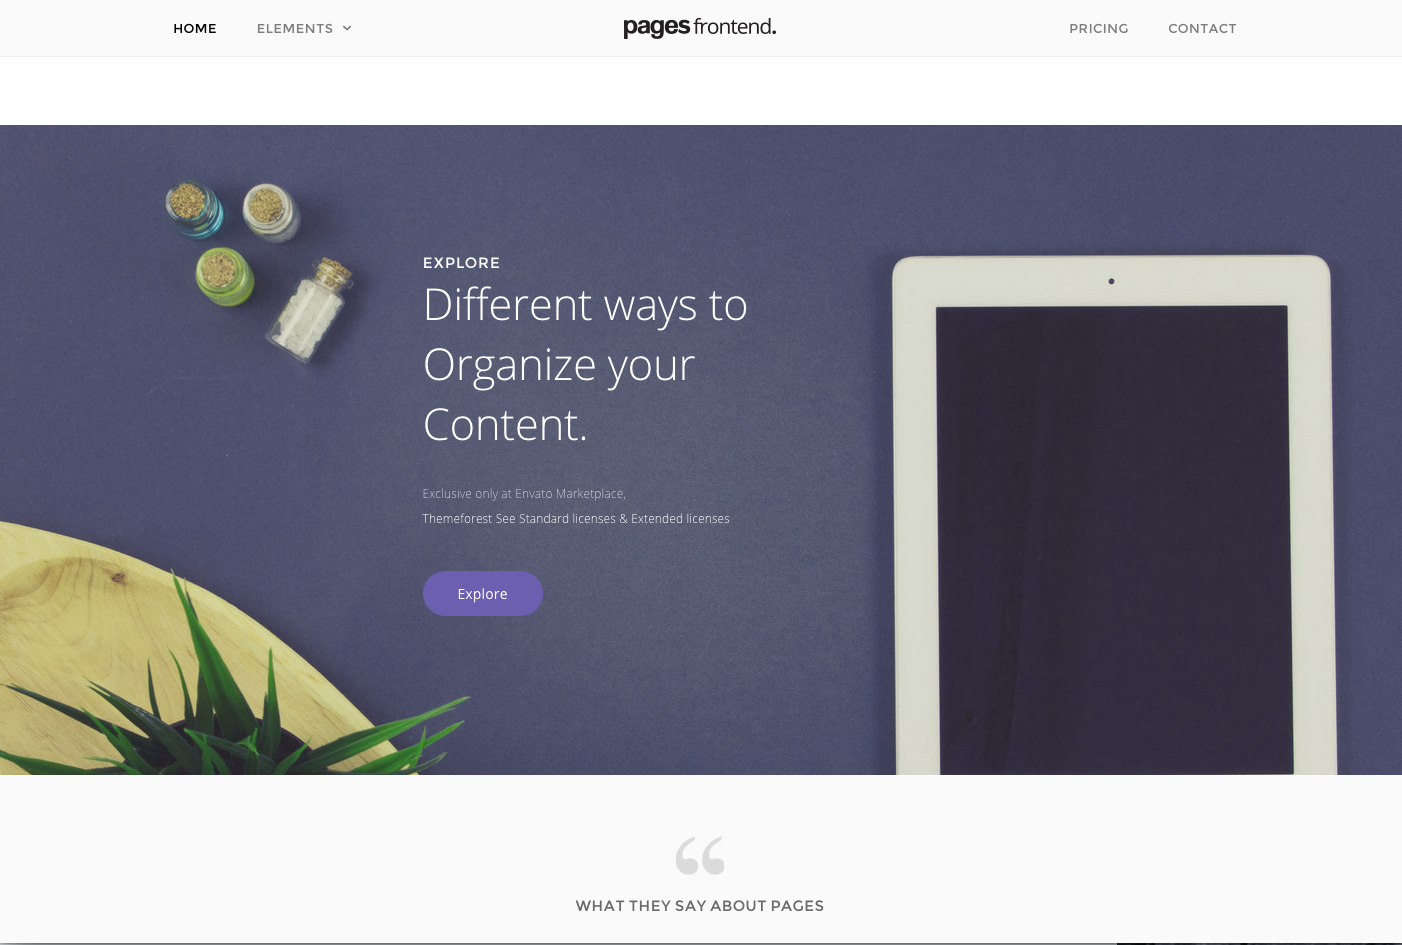 HOME
ELEMENTS
pages frontend.
PRICING
CONTACT
EXPLORE
Different ways to
Organize your
Content.
Exclusive only at Envato Marketplace,
Themeforest See Standard licenses & Extended licenses
Explore
“
WHAT THEY SAY ABOUT PAGES